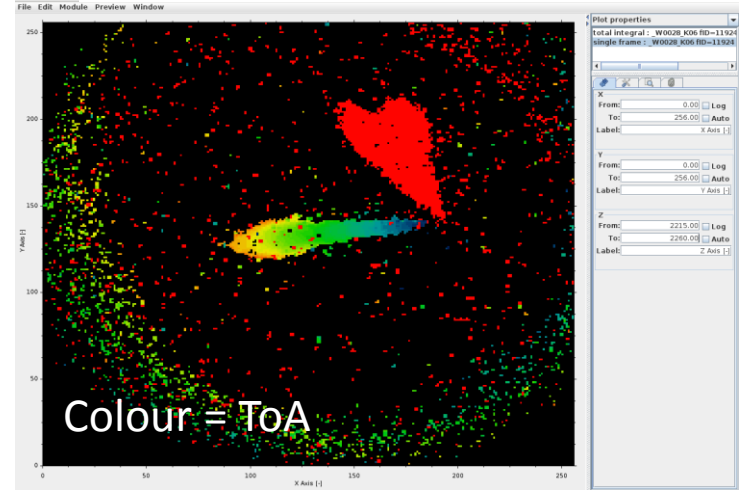 File Edit Module Preview Window
Plot properties
total integral : _W0028_K06 fID=11924
single frame : _W0028_K06 fID=11924
X
From: 0.00 Log
To: 256.00 Auto
Label: X Axis [-]
Y
From: 0.00 Log
To: 256.00 Auto
Label: Y Axis [-]
Z
From: 2215.00 Log
To: 2260.00 Auto
Label: Z Axis [-]
250
200
150
100
50
0
Y Axis [-]
Colour = ToA
0 50 100 150 200 250
X Axis [-]